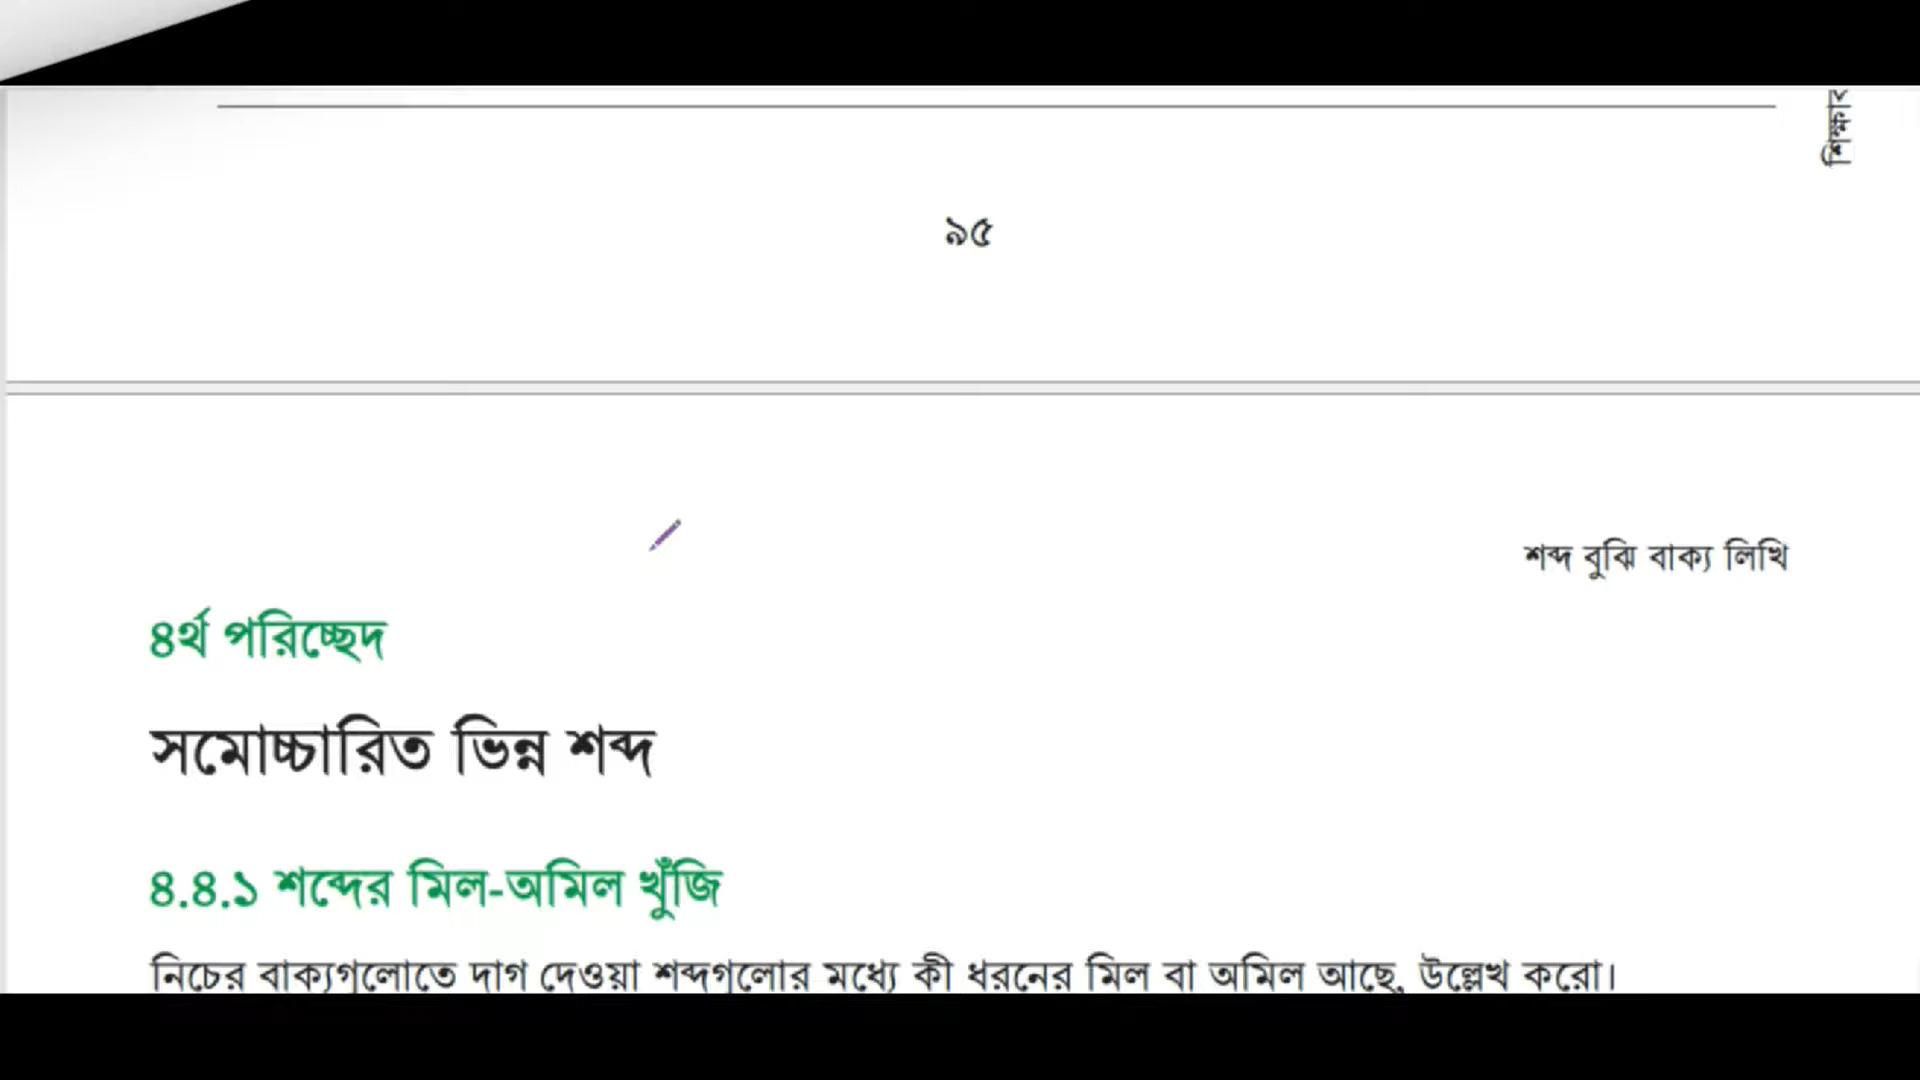 ৯৫
শব্দ বুঝি বাক্য লিখি
৪র্থ পরিচ্ছেদ
সমোচ্চারিত ভিন্ন শব্দ
৪.৪.১ শব্দের মিল-অমিল খুঁজি
নিচের বাক্যগুলোতে দাগ দেওয়া শব্দগুলোর মধ্যে কী ধরনের মিল বা অমিল আছে, উল্লেখ করো।